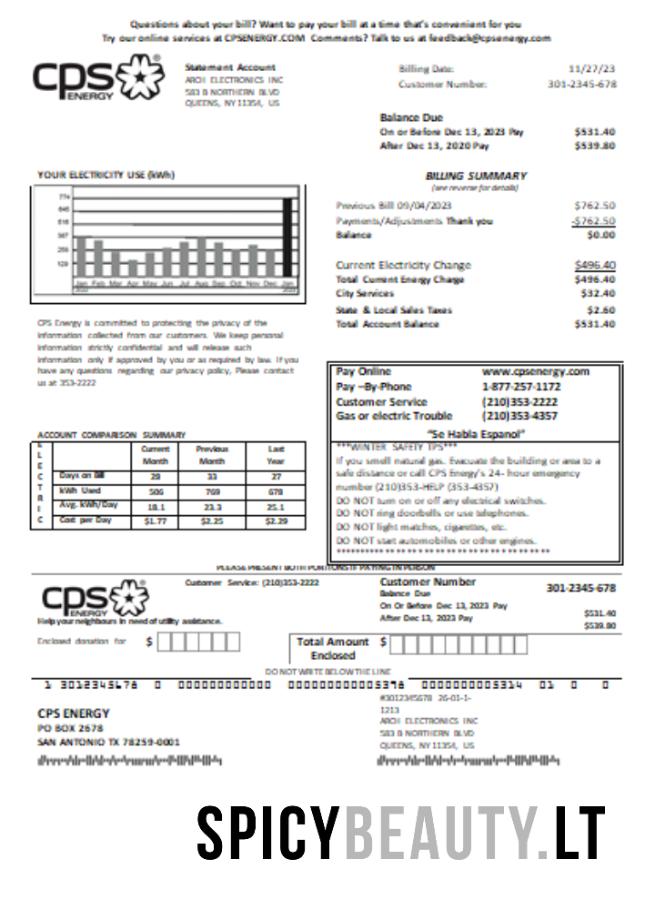 Questions about your bill? Want to pay your bill at a time that's convenient for you
Try our online services at CPSENERGY.COM Comments? Talk to us at feedback@cpsenergy.com
cps
ENERGY
Statement Account
AROI ELECTRONICS INC
583 B NORTHERN BLVD
QUEENS, NY 11354, US
Billing Date: 11/27/23
Customer Number: 301-2345-678
Balance Due
On or Before Dec 13, 2023 Pay $531.40
After Dec 13, 2020 Pay $539.80
YOUR ELECTRICITY USE (kWh)
774
645
516
387
258
129
Jan Feb Mar Apr May Jun Jul Aug Sep Oct Nov Dec Jan
BILLING SUMMARY
(see reverse for details)
Previous Bill 09/04/2023 $762.50
Payments/Adjustments Thank you -$762.50
Balance $0.00
Current Electricity Change $496.40
Total Current Energy Charge $496.40
City Services $32.40
State & Local Sales Taxes $2.60
Total Account Balance $531.40
CPS Energy is committed to protecting the privacy of the
information collected from our customers. We keep personal
information strictly confidential and will release such
information only if approved by you or as required by law. If you
have any questions regarding our privacy policy, Please contact
us at 353-2222
Pay Online www.cpsenergy.com
Pay –By-Phone 1-877-257-1172
Customer Service (210)353-2222
Gas or electric Trouble (210)353-4357
"Se Habla Espanol"
***WINTER SAFETY TPS***
If you smell natural gas. Evacuate the building or area to a
safe distance or call CPS Energy's 24- hour emergency
number (210)353-HELP (353-4357)
DO NOT turn on or off any electrical switches.
DO NOT ring doorbells or use telephones.
DO NOT light matches, cigarettes, etc.
DO NOT start automobiles or other engines.
ACCOUNT COMPARISON SUMMARY
ELECTRIC
Current Month Previous Month Last Year
Days on Bill 28 33 27
kWh Used 506 769 678
Avg. kWh/Day 18.1 23.3 25.1
Cost per Day $1.77 $2.25 $2.29
PLEASE PRESENT BOTH PORTIONS IF PAYING IN PERSON
cps
ENERGY
Customer Service: (210)353-2222
Help your neighbours in need of utility assistance.
Customer Number 301-2345-678
Balance Due
On Or Before Dec 13, 2023 Pay $531.40
After Dec 13, 2023 Pay $539.80
Enclosed donation for $
Total Amount Enclosed $
DO NOT WRITE BELOW THE LINE
1 3012345678 0 000000000000 0000000000005398 0000000005314 01 0 0
CPS ENERGY
PO BOX 2678
SAN ANTONIO TX 78259-0001
#3012345678 26-01-1-
1213
AROI ELECTRONICS INC
583 B NORTHERN BLVD
QUEENS, NY 11354, US
SPICYBEAUTY.LT